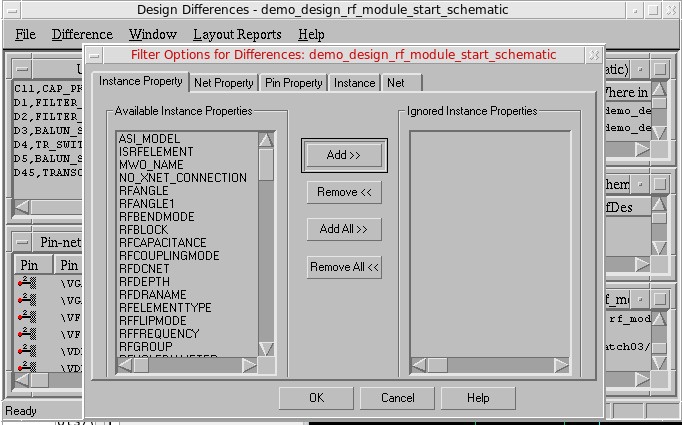 Design Differences - demo_design_rf_module_start_schematic
File Difference Window Layout Reports Help
Filter Options for Differences: demo_design_rf_module_start_schematic
Instance Property Net Property Pin Property Instance Net
Available Instance Properties
ASI_MODEL
ISRFELEMENT
MWO_NAME
NO_XNET_CONNECTION
RFANGLE
RFANGLE1
RFBENDMODE
RFBLOCK
RFCAPACITANCE
RFCOUPLINGMODE
RFDCNET
RFDEPTH
RFDRANAME
RFELEMENTTYPE
RFFLIPMODE
RFFREQUENCY
RFGROUP
Add >>
Remove <<
Add All >>
Remove All <<
Ignored Instance Properties
OK Cancel Help
C11,CAP_P
D1,FILTER_
D2,FILTER_
D3,BALUN_S
D4,TR_SWIT
D5,BALUN_S
D45,TRANSC
Pin-net
Pin Pin
\VG
\VG
\VF
\VF
\VD
\VD
atic)
Where in
demo_de
demo_de
hem
fDes
f_m
rf_mod
atch03/
Ready